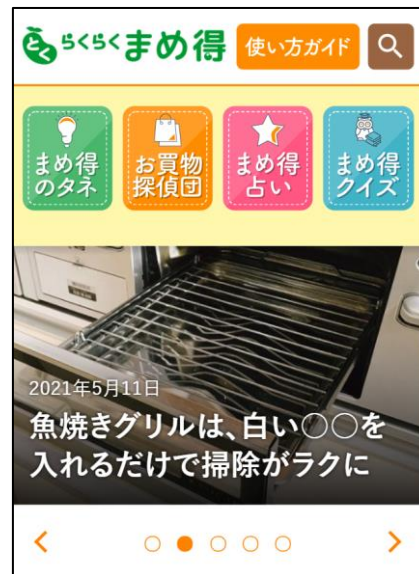 とく らくらくまめ得 使い方ガイド
まめ得
のタネ
お買物
探偵団
まめ得
占い
まめ得
クイズ
2021年5月11日
魚焼きグリルは、白い○○を
入れるだけで掃除がラクに